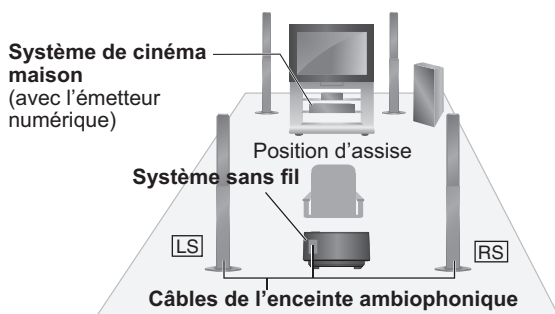 Système de cinéma
maison
(avec l'émetteur
numérique)
Position d'assise
Système sans fil
LS
RS
Câbles de l'enceinte ambiophonique